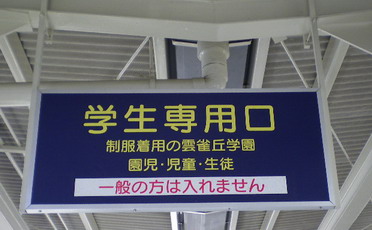 学生専用口
制服着用の雲雀丘学園
園児・児童・生徒
一般の方は入れません